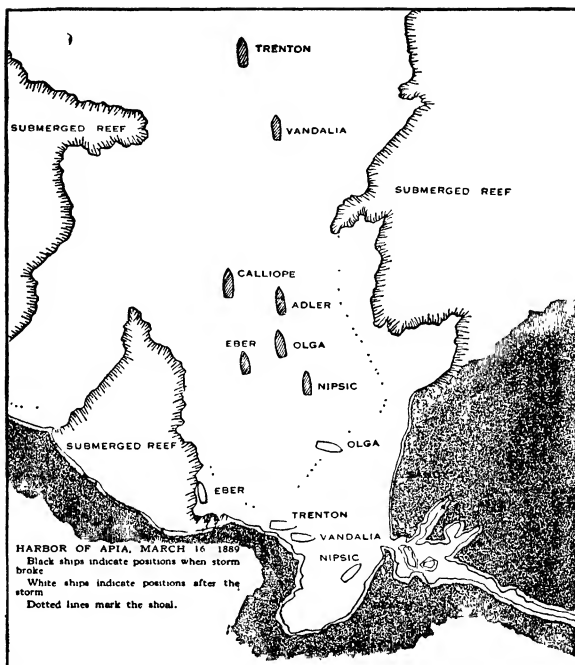 TRENTON
SUBMERGED REEF
VANDALIA
SUBMERGED REEF
CALLIOPE
ADLER
EBER
OLGA
NIPSIC
OLGA
SUBMERGED REEF
EBER
TRENTON
VANDALIA
NIPSIC
HARBOR OF APIA, MARCH 16 1889
Black ships indicate positions when storm
broke
White ships indicate positions after the
storm
Dotted lines mark the shoal.